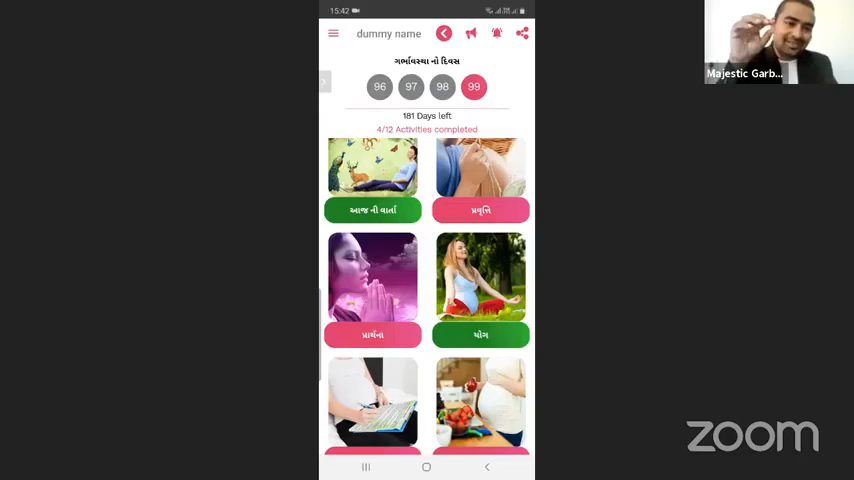 15:42
dummy name
Majestic Garb...
ગર્ભાવસ્થા નો દિવસ
96 97 98 99
181 Days left
4/12 Activities completed
આજ ની વાર્તા
પ્રવૃત્તિ
પ્રાર્થના
યોગ
zoom